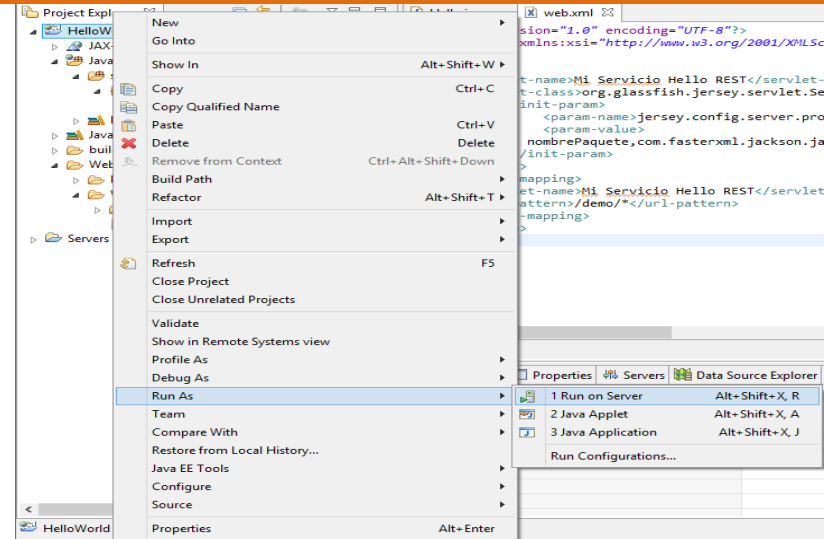 Project Expl
web.xml
HelloW
JAX-
Java
Java
buil
Web
Servers
HelloWorld
New
Go Into
Show In Alt+Shift+W
Copy Ctrl+C
Copy Qualified Name
Paste Ctrl+V
Delete Delete
Remove from Context Ctrl+Alt+Shift+Down
Build Path
Refactor Alt+Shift+T
Import
Export
Refresh F5
Close Project
Close Unrelated Projects
Validate
Show in Remote Systems view
Profile As
Debug As
Run As
Team
Compare With
Restore from Local History...
Java EE Tools
Configure
Source
Properties Alt+Enter
sion="1.0" encoding="UTF-8"?>
xmlns:xsi="http://www.w3.org/2001/XMLSc
t-name>Mi Servicio Hello REST</servlet-
t-class>org.glassfish.jersey.servlet.Se
init-param>
<param-name>jersey.config.server.pro
<param-value>
nombrePaquete,com.fasterxml.jackson.ja
/init-param>
>
mapping>
et-name>Mi Servicio Hello REST</servlet
attern>/demo/*</url-pattern>
-mapping>
>
Properties Servers Data Source Explorer
1 Run on Server Alt+Shift+X, R
2 Java Applet Alt+Shift+X, A
3 Java Application Alt+Shift+X, J
Run Configurations...